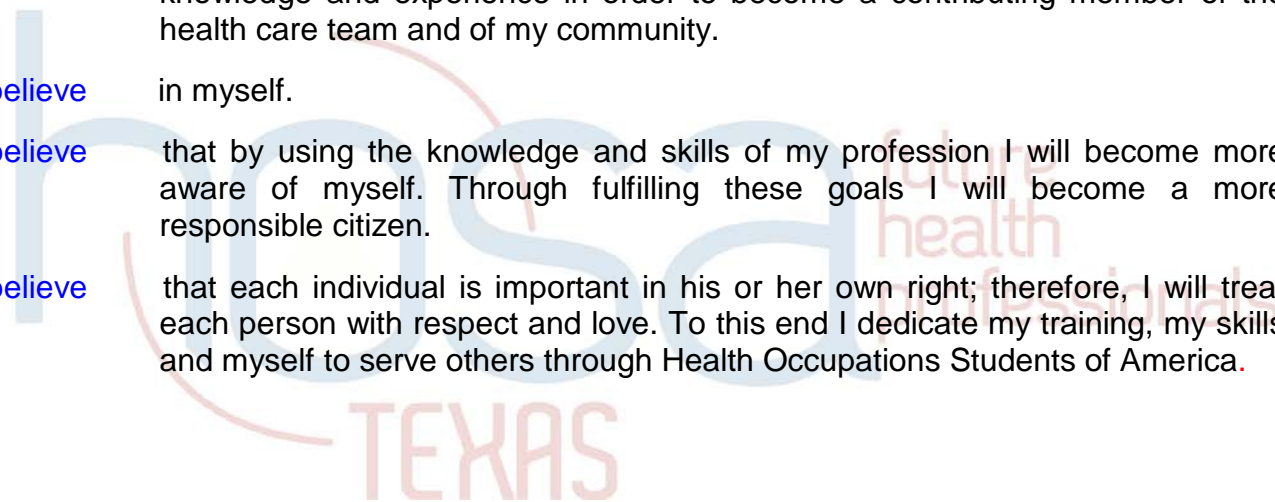 knowledge and experience in order to become a contributing member of the
health care team and of my community.
believe in myself.
believe that by using the knowledge and skills of my profession I will become more
aware of myself. Through fulfilling these goals I will become a more
responsible citizen.
believe that each individual is important in his or her own right; therefore, I will treat
each person with respect and love. To this end I dedicate my training, my skills
and myself to serve others through Health Occupations Students of America.
hosa
future
health
professionals
TEXAS